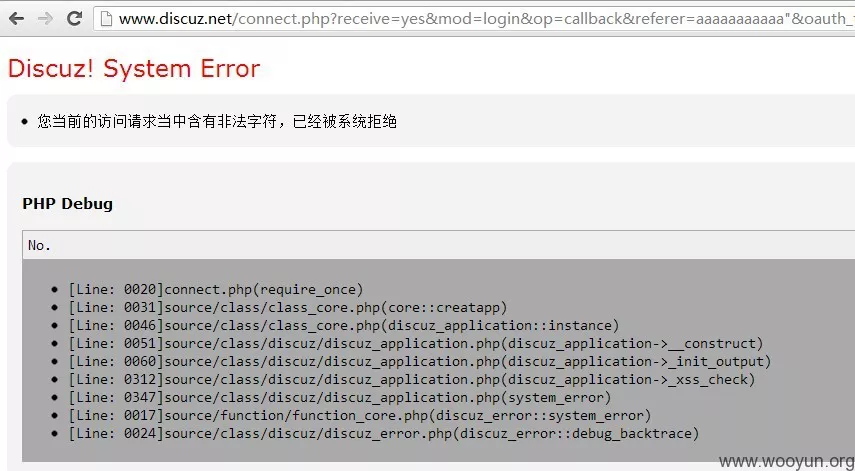 www.discuz.net/connect.php?receive=yes&mod=login&op=callback&referer=aaaaaaaaaaa"&oauth_
Discuz! System Error
您当前的访问请求当中含有非法字符，已经被系统拒绝
PHP Debug
No.
[Line: 0020]connect.php(require_once)
[Line: 0031]source/class/class_core.php(core::creatapp)
[Line: 0046]source/class/class_core.php(discuz_application::instance)
[Line: 0051]source/class/discuz/discuz_application.php(discuz_application->__construct)
[Line: 0060]source/class/discuz/discuz_application.php(discuz_application->_init_output)
[Line: 0312]source/class/discuz/discuz_application.php(discuz_application->_xss_check)
[Line: 0347]source/class/discuz/discuz_application.php(system_error)
[Line: 0017]source/function/function_core.php(discuz_error::system_error)
[Line: 0024]source/class/discuz/discuz_error.php(discuz_error::debug_backtrace)
www.wooyun.org